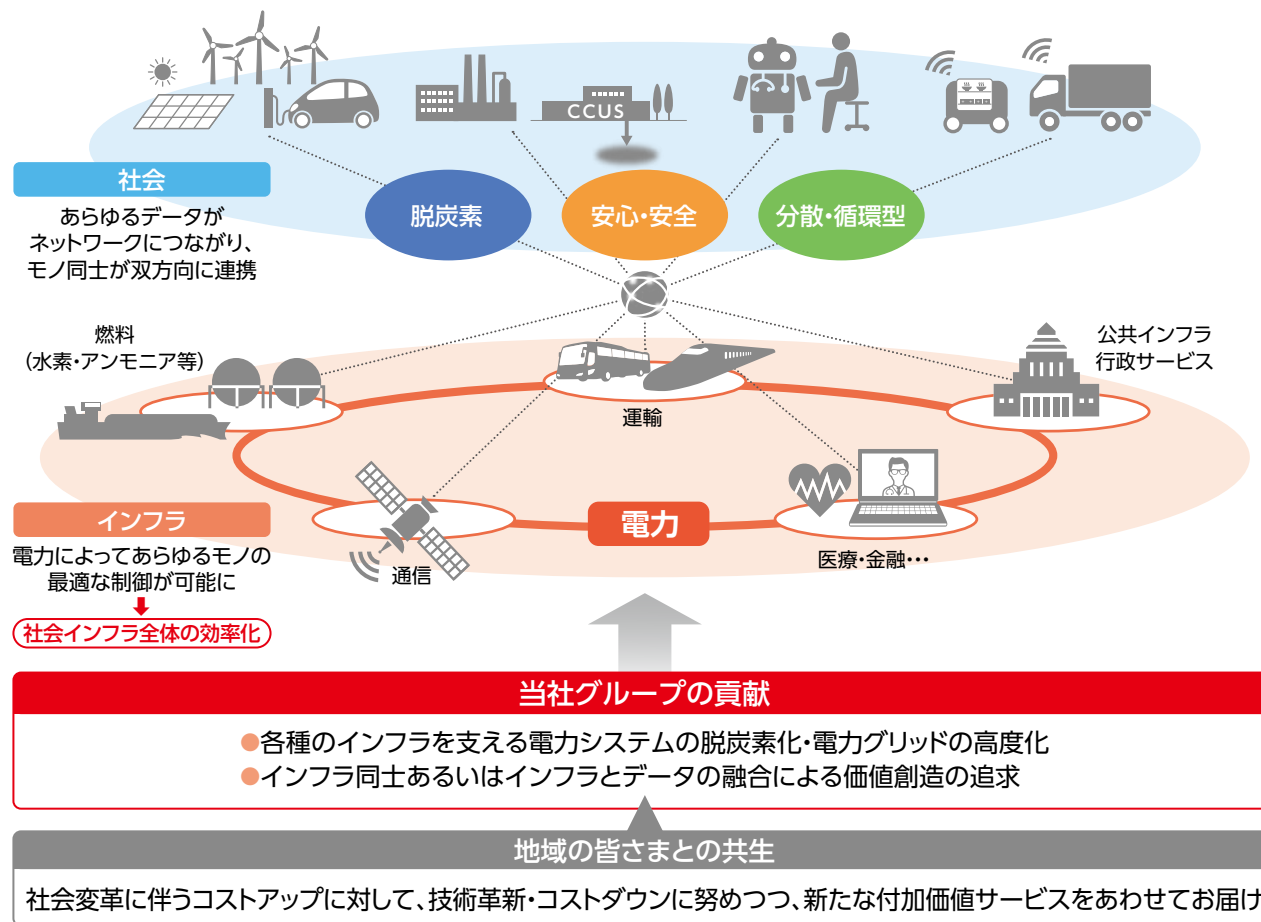 CCUS
社会
あらゆるデータが
ネットワークにつながり、
モノ同士が双方向に連携
脱炭素
安心・安全
分散・循環型
燃料
(水素・アンモニア等)
公共インフラ
行政サービス
運輸
インフラ
電力によってあらゆるモノの
最適な制御が可能に
社会インフラ全体の効率化
通信
電力
医療・金融・・・
当社グループの貢献
●各種のインフラを支える電力システムの脱炭素化・電力グリッドの高度化
●インフラ同士あるいはインフラとデータの融合による価値創造の追求
地域の皆さまとの共生
社会変革に伴うコストアップに対して、技術革新・コストダウンに努めつつ、新たな付加価値サービスをあわせてお届け